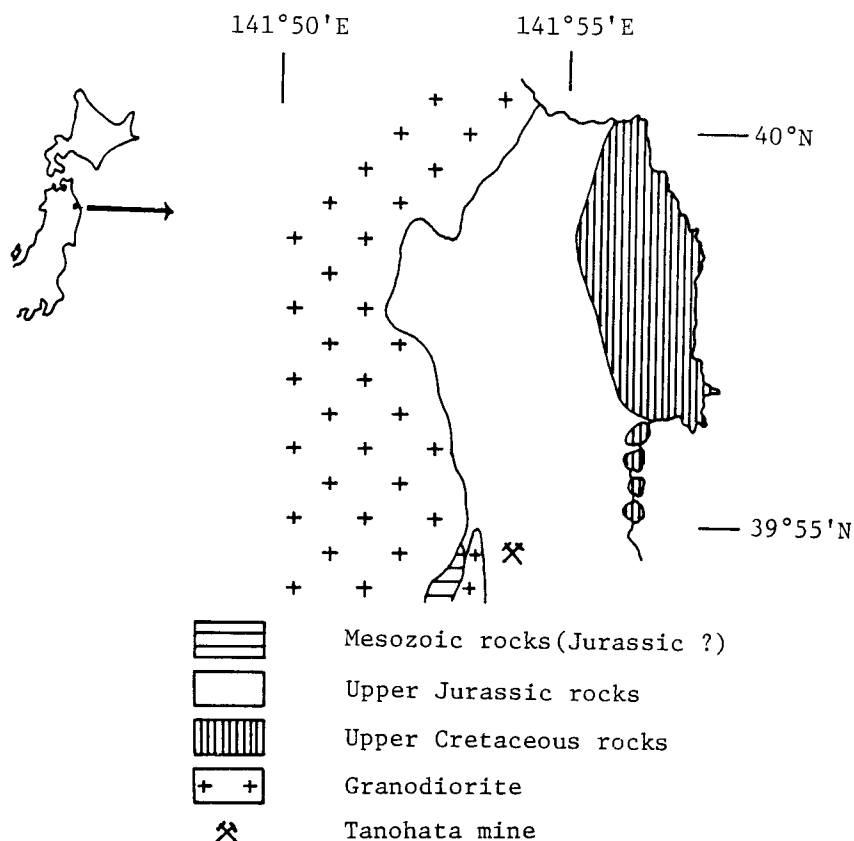 141°50'E
141°55'E
40°N
39°55'N
Mesozoic rocks(Jurassic ?)
Upper Jurassic rocks
Upper Cretaceous rocks
Granodiorite
Tanohata mine